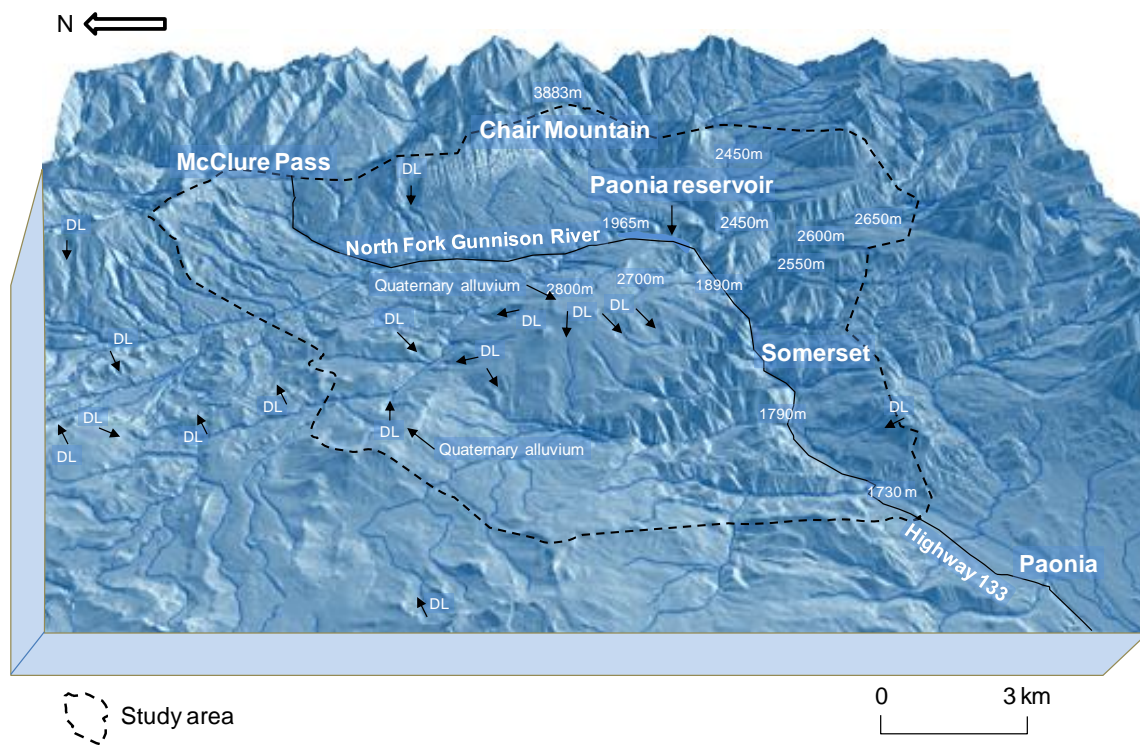 N
3883m
Chair Mountain
McClure Pass
2450m
DL
Paonia reservoir
DL
1965m
2450m
2650m
2600m
North Fork Gunnison River
2550m
2700m
1890m
Quaternary alluvium
2800m
DL
DL
DL
DL
DL
DL
DL
Somerset
DL
DL
DL
DL
1790m
DL
DL
DL
Quaternary alluvium
1730 m
Highway 133
Paonia
DL
Study area
0
3 km